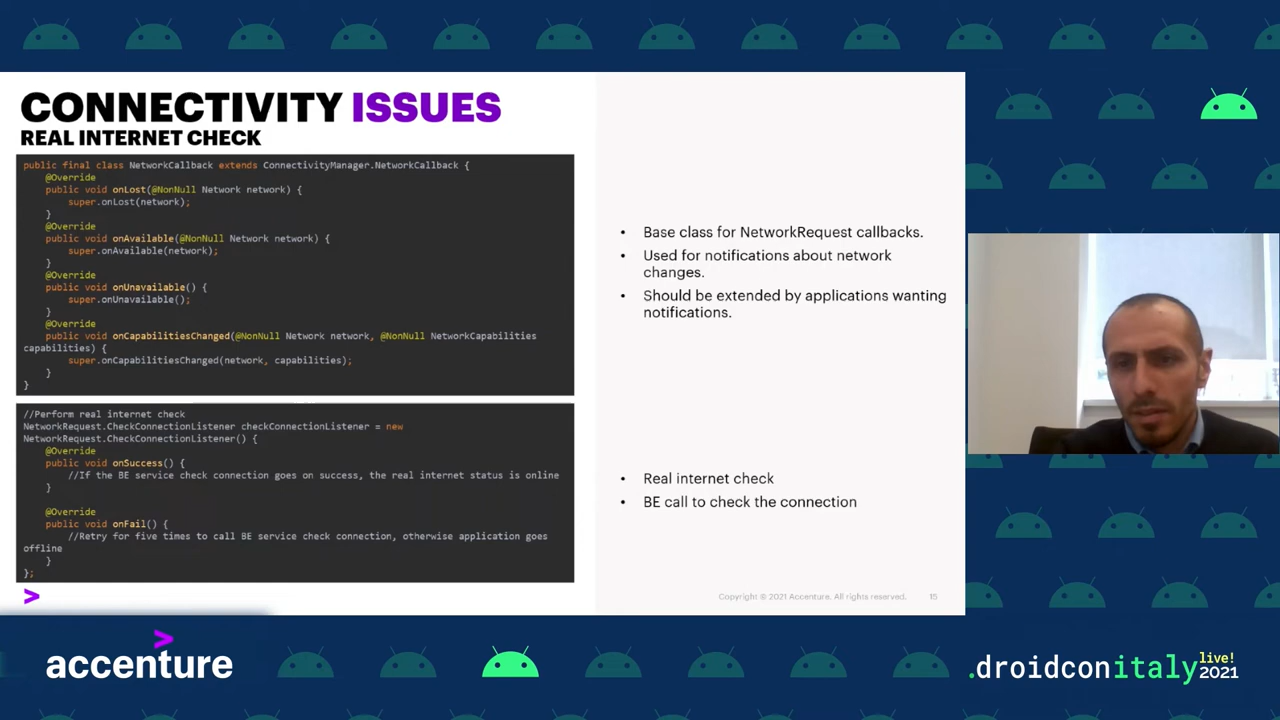 CONNECTIVITY ISSUES
REAL INTERNET CHECK
public final class NetworkCallback extends ConnectivityManager.NetworkCallback {
@Override
public void onLost(@NonNull Network network) {
super.onLost(network);
}
@Override
public void onAvailable(@NonNull Network network) {
super.onAvailable(network);
}
@Override
public void onUnavailable() {
super.onUnavailable();
}
@Override
public void onCapabilitiesChanged(@NonNull Network network, @NonNull NetworkCapabilities
capabilities) {
super.onCapabilitiesChanged(network, capabilities);
}
}
//Perform real internet check
NetworkRequest.CheckConnectionListener checkConnectionListener = new
NetworkRequest.CheckConnectionListener() {
@Override
public void onSuccess() {
//If the BE service check connection goes on success, the real internet status is online
}
@Override
public void onFail() {
//Retry for five times to call BE service check connection, otherwise application goes
offline
}
};
• Base class for NetworkRequest callbacks.
• Used for notifications about network
changes.
• Should be extended by applications wanting
notifications.
• Real internet check
• BE call to check the connection
>
Copyright © 2021 Accenture. All rights reserved. 15
accenture
.droidconitaly live! 2021